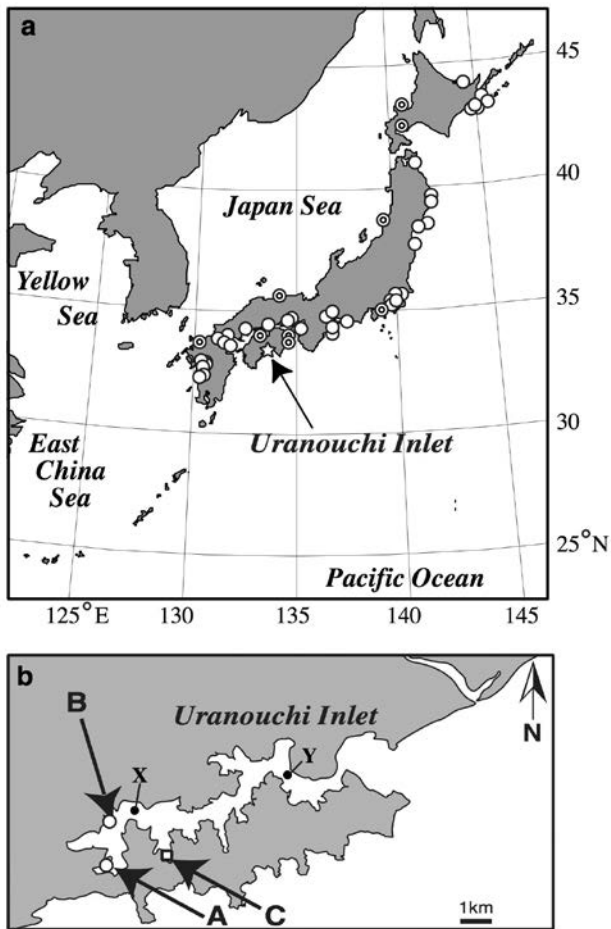 a
45
40
Japan Sea
Yellow
Sea
35
Uranouchi Inlet
30
East
China
Sea
25°N
Pacific Ocean
125°E
130
135
140
145
b
Uranouchi Inlet
B
N
X
Y
A
C
1km